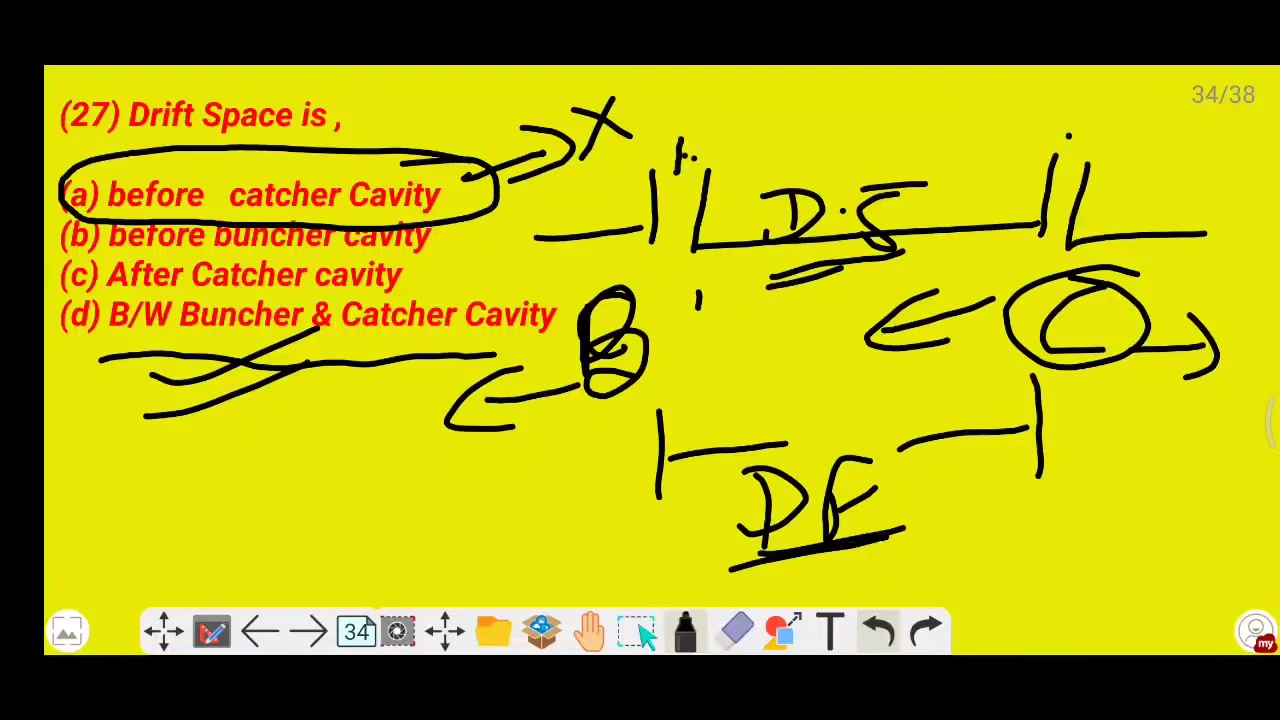 34/38
(27) Drift Space is ,
(a) before catcher Cavity
(b) before buncher cavity
(c) After Catcher cavity
(d) B/W Buncher & Catcher Cavity
X
D.S
B
C
DF
34
T
my